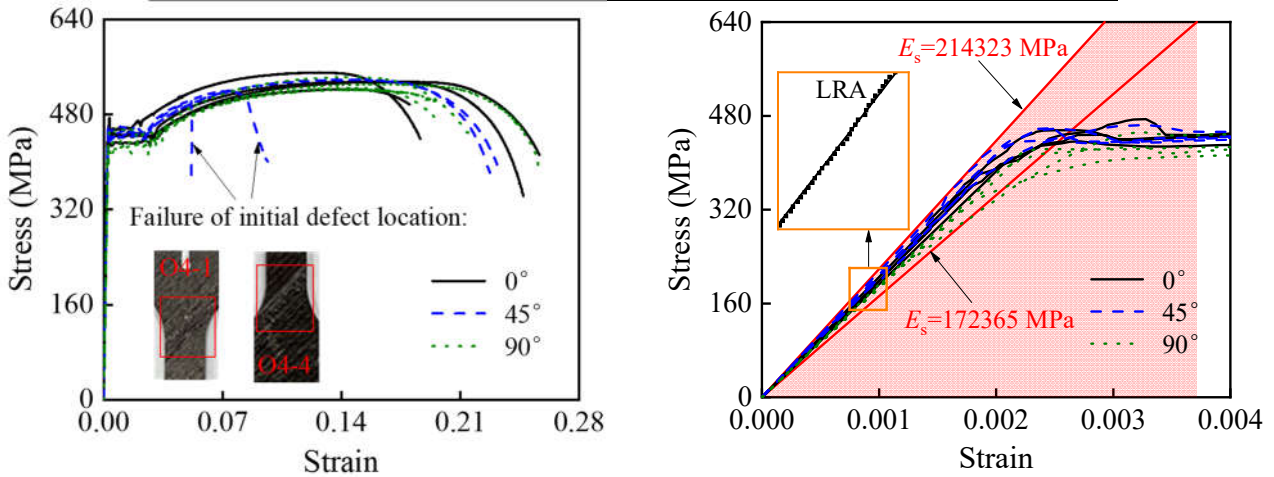 640
480
320
160
0
Stress (MPa)
0.00
0.07
0.14
0.21
0.28
Strain
Failure of initial defect location:
O4-1
O4-4
0°
45°
90°
640
480
320
160
0
Stress (MPa)
0.000
0.001
0.002
0.003
0.004
Strain
Es=214323 MPa
LRA
Es=172365 MPa
0°
45°
90°